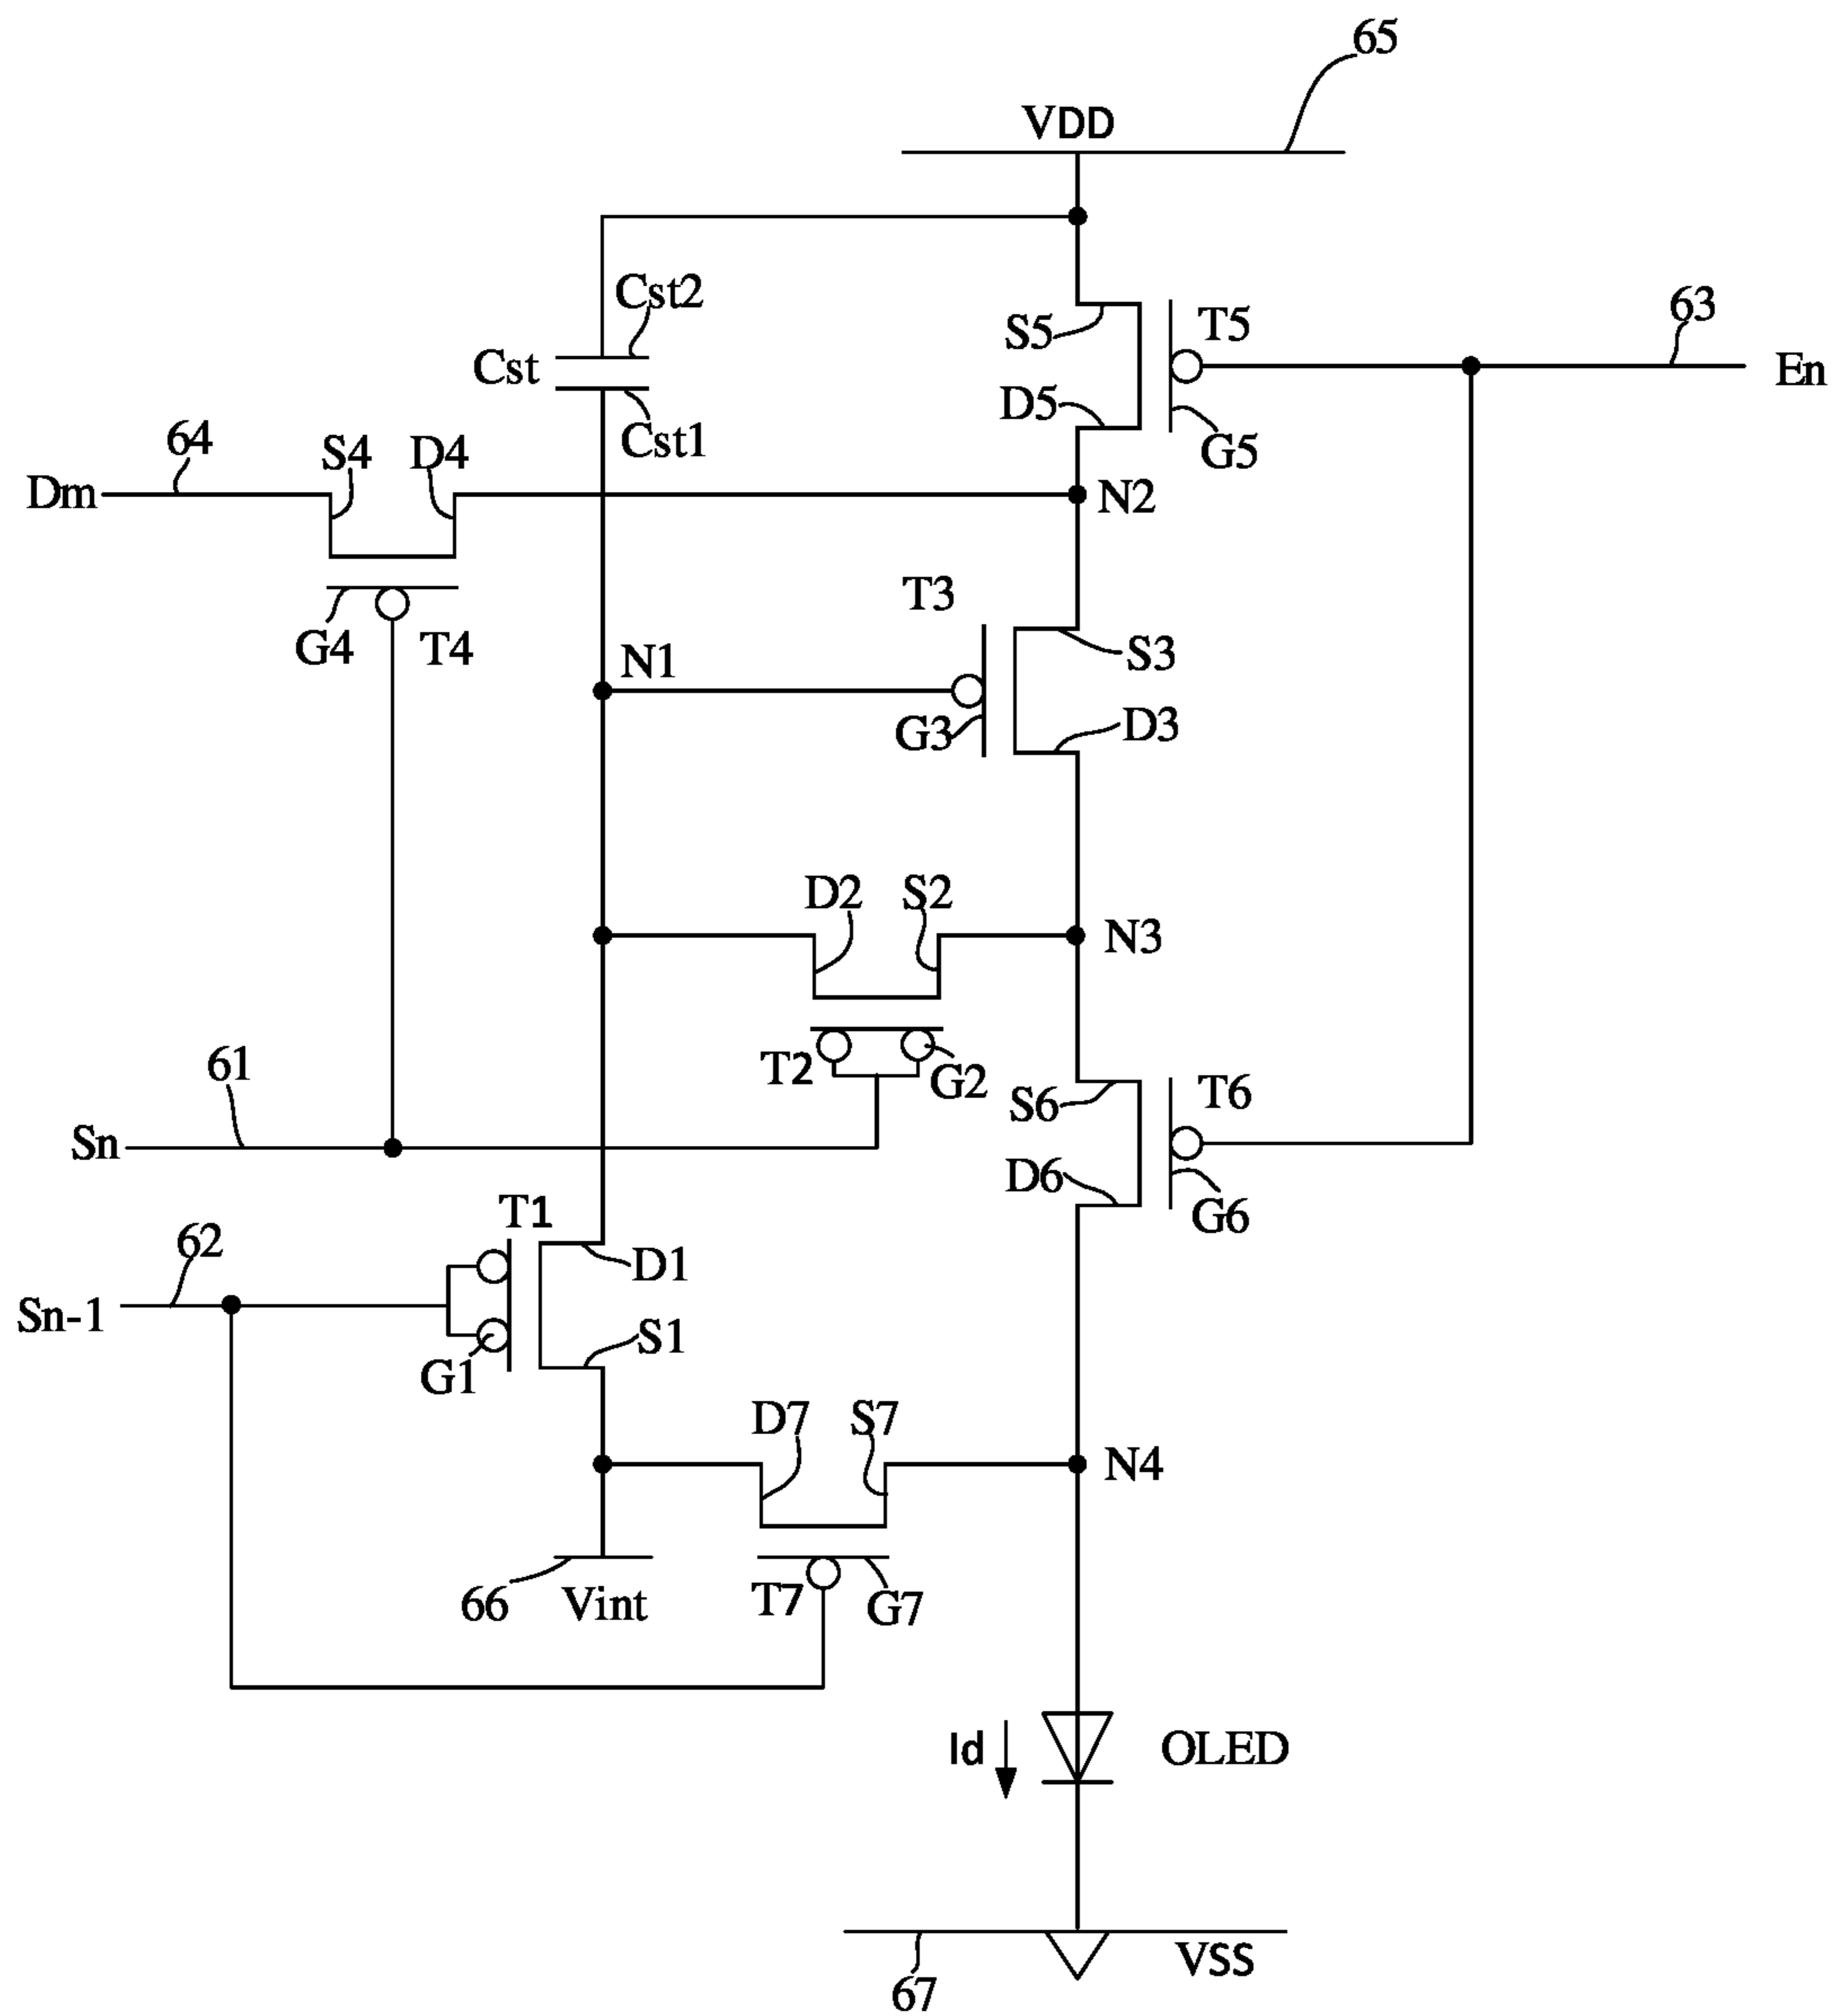 65
VDD
Cst2
S5
T5
63
Cst
En
D5
64
S4
D4
Cst1
G5
Dm
N2
T3
G4
T4
N1
S3
G3
D3
D2
S2
N3
61
T2
G2
S6
T6
Sn
D6
T1
G6
62
D1
Sn-1
S1
G1
D7
S7
N4
66
Vint
T7
G7
Id
OLED
VSS
67